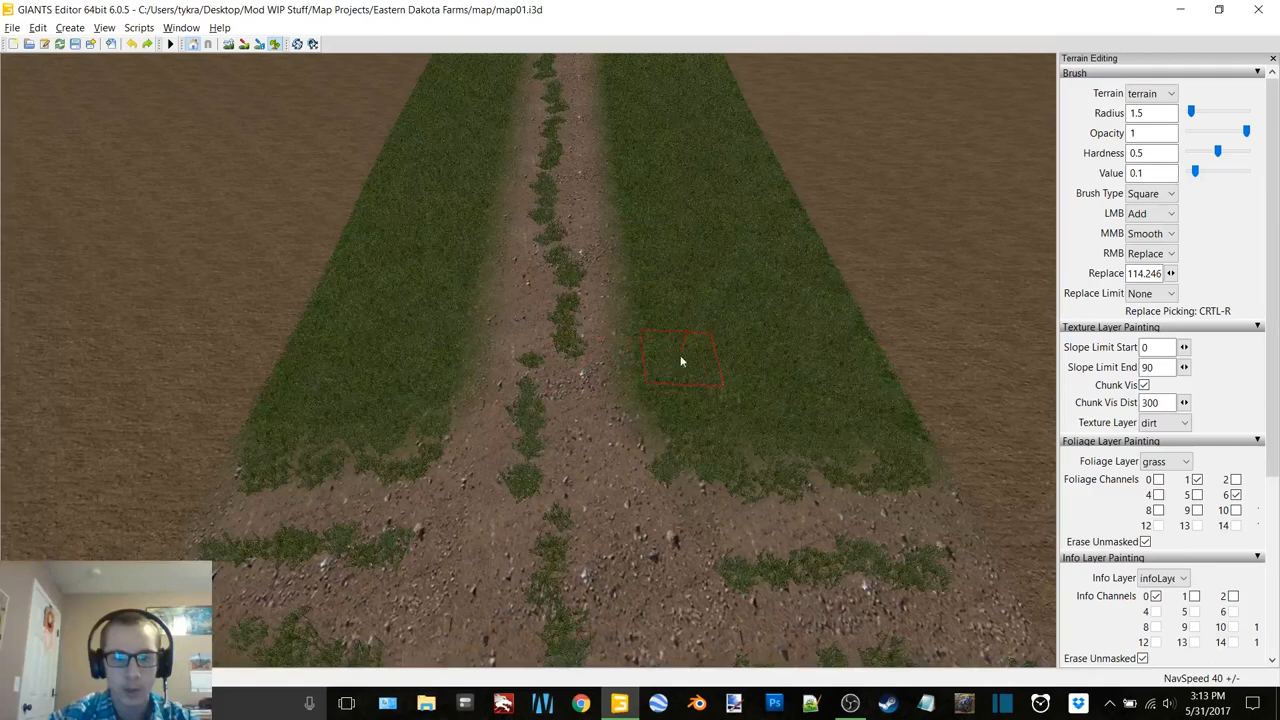 GIANTS Editor 64bit 6.0.5 - C:/Users/tykra/Desktop/Mod WIP Stuff/Map Projects/Eastern Dakota Farms/map/map01.i3d
File Edit Create View Scripts Window Help
Terrain Editing
Brush
Terrain terrain
Radius 1.5
Opacity 1
Hardness 0.5
Value 0.1
Brush Type Square
LMB Add
MMB Smooth
RMB Replace
Replace 114.246
Replace Limit None
Replace Picking: CRTL-R
Texture Layer Painting
Slope Limit Start 0
Slope Limit End 90
Chunk Vis
Chunk Vis Dist 300
Texture Layer dirt
Foliage Layer Painting
Foliage Layer grass
Foliage Channels 0 1 2
4 5 6
8 9 10
12 13 14
Erase Unmasked
Info Layer Painting
Info Layer infoLaye
Info Channels 0 1 2
4 5 6
8 9 10 1
12 13 14
Erase Unmasked
NavSpeed 40 +/-
3:13 PM
5/31/2017